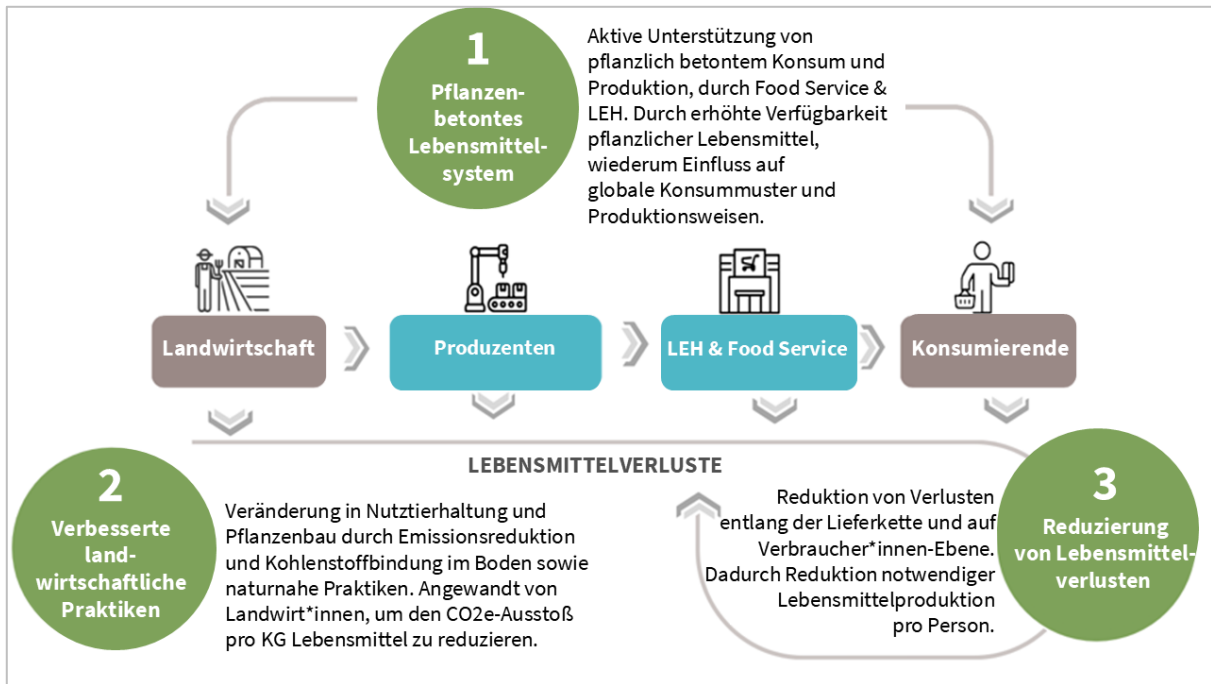 1
Pflanzen-
betontes
Lebensmittel-
system
Aktive Unterstützung von
pflanzlich betontem Konsum und
Produktion, durch Food Service &
LEH. Durch erhöhte Verfügbarkeit
pflanzlicher Lebensmittel,
wiederum Einfluss auf
globale Konsummuster und
Produktionsweisen.
Landwirtschaft
Produzenten
LEH & Food Service
Konsumierende
LEBENSMITTELVERLUSTE
2
Verbesserte
land-
wirtschaftliche
Praktiken
Veränderung in Nutztierhaltung und
Pflanzenbau durch Emissionsreduktion
und Kohlenstoffbindung im Boden sowie
naturnahe Praktiken. Angewandt von
Landwirt*innen, um den CO2e-Ausstoß
pro KG Lebensmittel zu reduzieren.
Reduktion von Verlusten
entlang der Lieferkette und auf
Verbraucher*innen-Ebene.
Dadurch Reduktion notwendiger
Lebensmittelproduktion
pro Person.
3
Reduzierung
von Lebensmittel-
verlusten